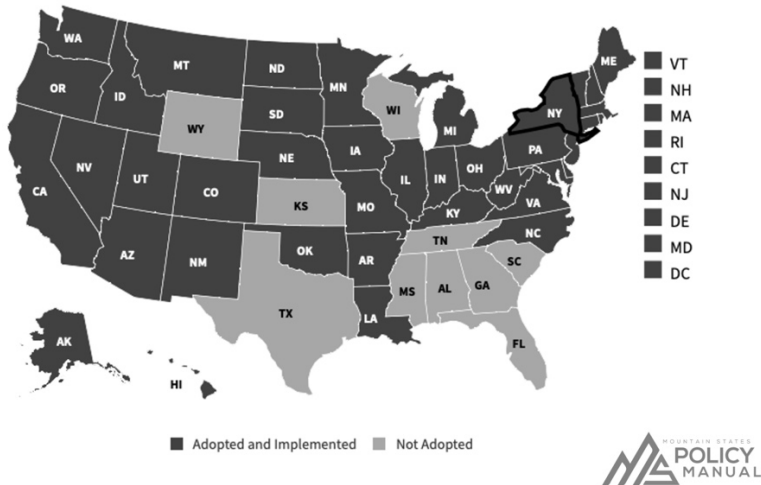 WA
MT
ND
MN
ME
VT
OR
ID
SD
WI
MI
NY
NH
WY
MA
NE
IA
PA
RI
NV
UT
CO
IL
IN
OH
CT
CA
KS
MO
WV
VA
NJ
KY
DE
AZ
NM
OK
AR
TN
NC
MD
SC
DC
TX
LA
MS
AL
GA
FL
AK
HI
Adopted and Implemented
Not Adopted
MOUNTAIN STATES
POLICY
MANUAL